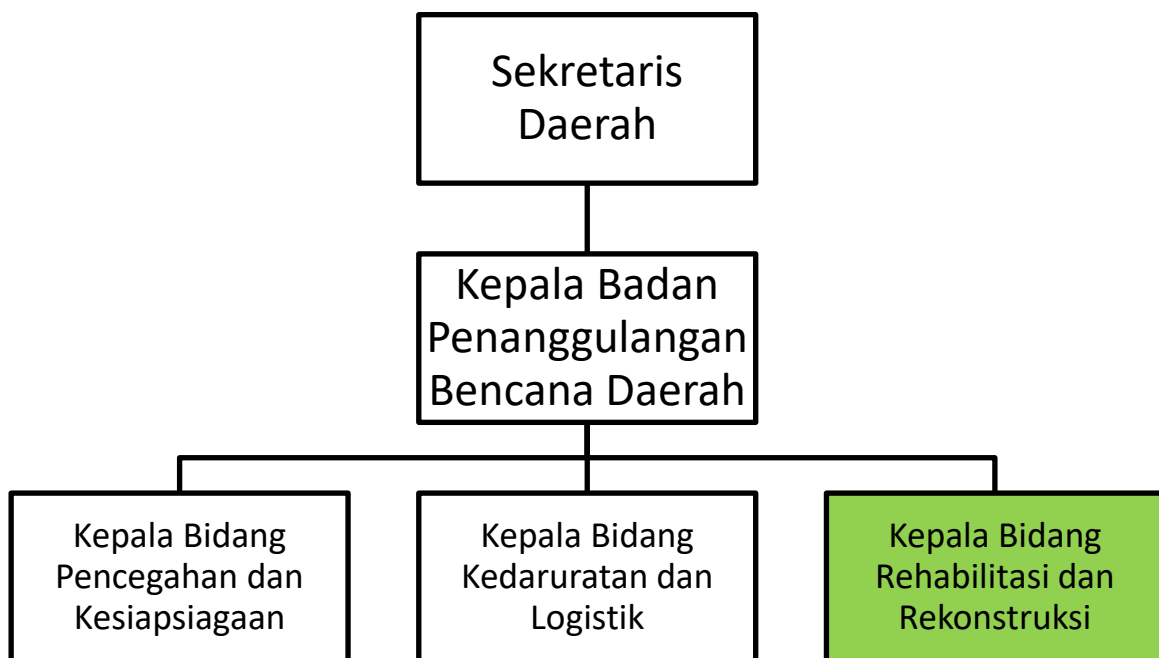 Sekretaris
Daerah
Kepala Badan
Penanggulangan
Bencana Daerah
Kepala Bidang
Pencegahan dan
Kesiapsiagaan
Kepala Bidang
Kedaruratan dan
Logistik
Kepala Bidang
Rehabilitasi dan
Rekonstruksi